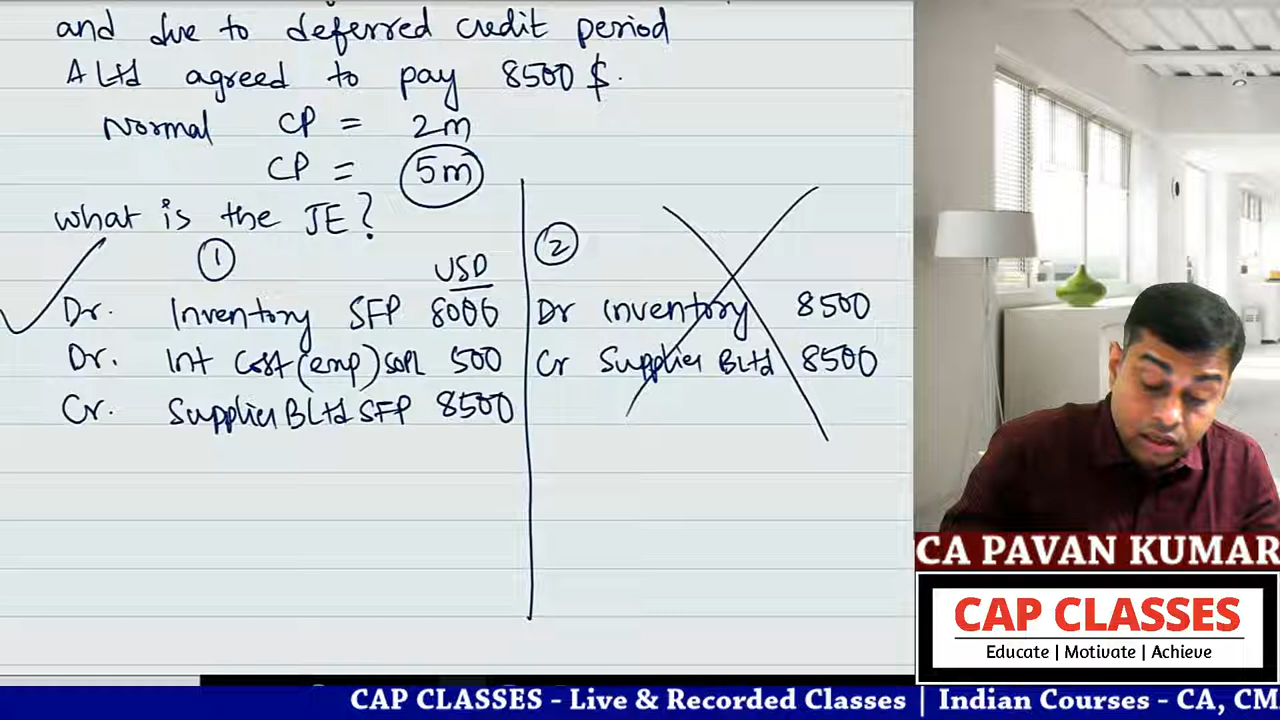 and due to deferred credit period
A Ltd agreed to pay 8500 $.
Normal CP = 2m
CP = 5m
What is the JE?
①
USD
Dr. Inventory SFP 8000
Dr. Int Cost (exp) SOPL 500
Cr. Supplier B Ltd SFP 8500
②
Dr Inventory 8500
Cr Supplier B Ltd 8500
CA PAVAN KUMAR
CAP CLASSES
Educate | Motivate | Achieve
CAP CLASSES - Live & Recorded Classes | Indian Courses - CA, CM